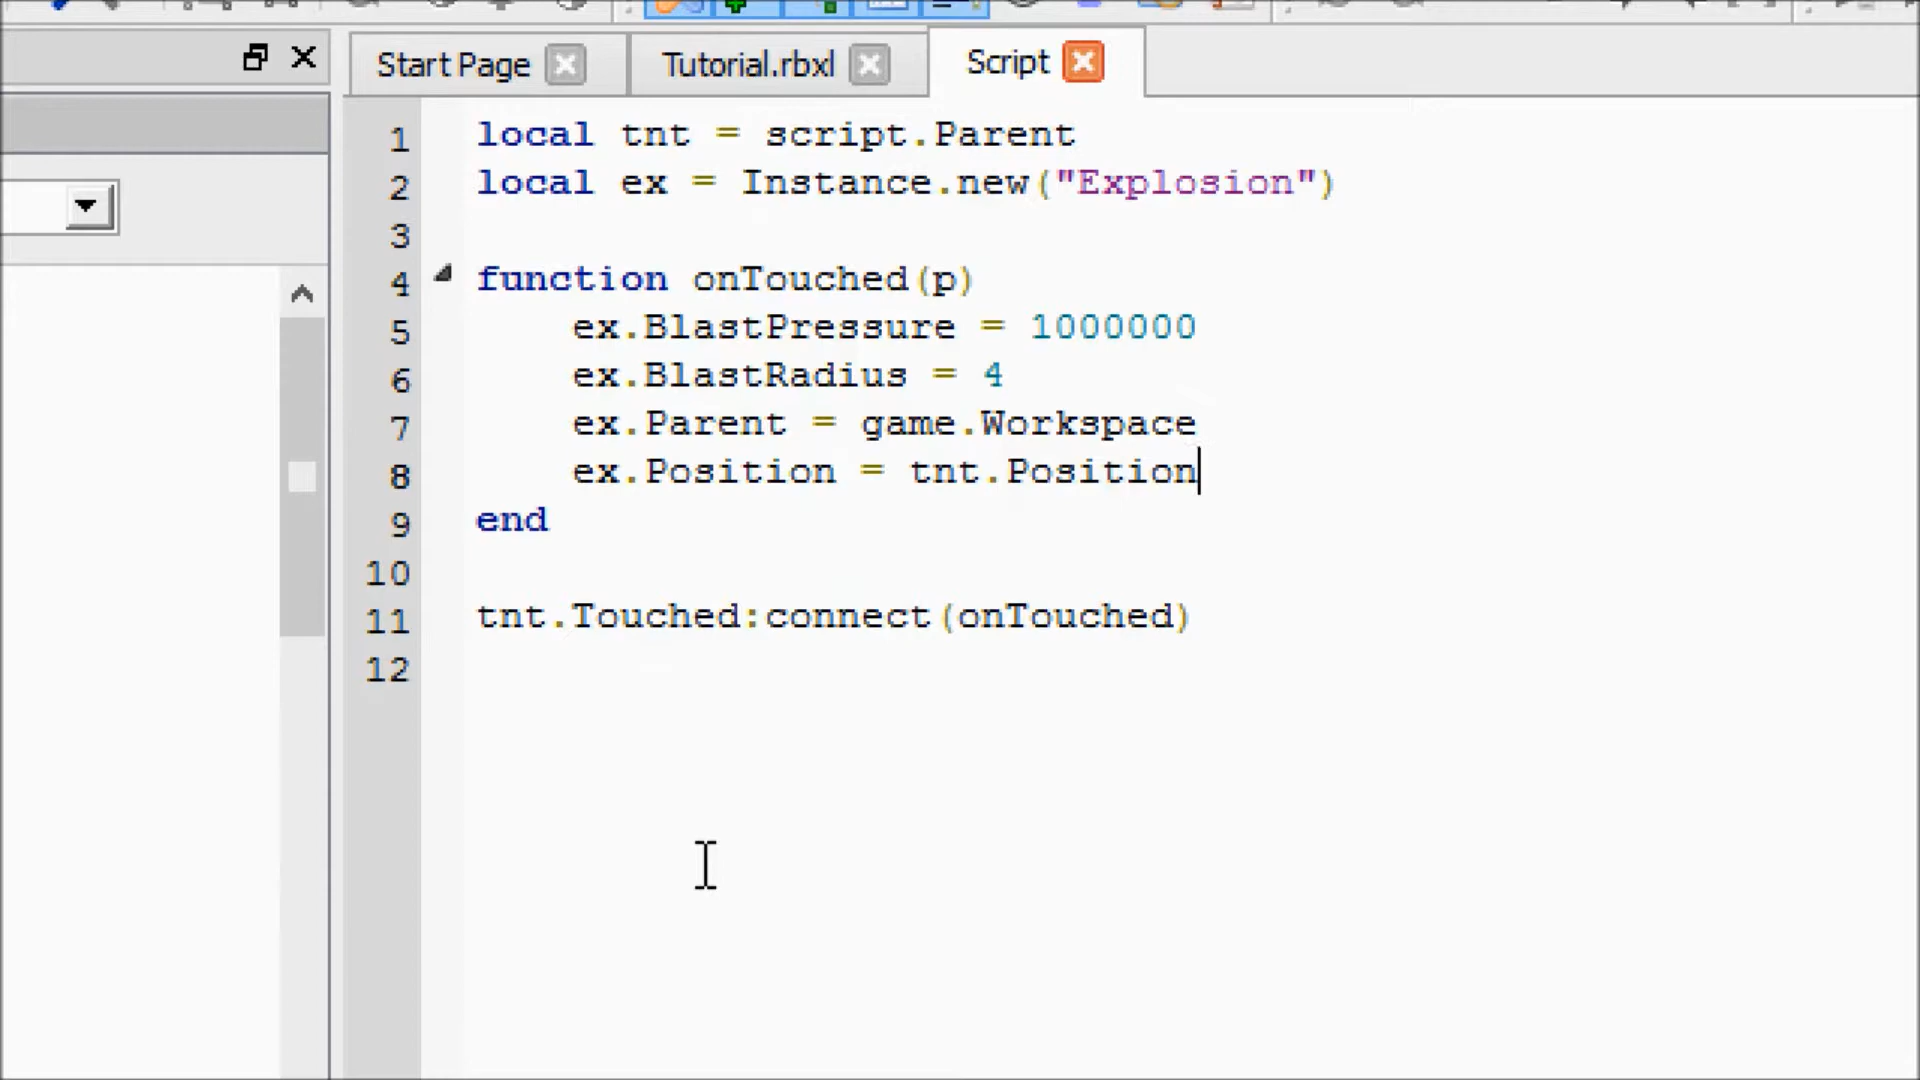 Start Page
Tutorial.rbxl
Script
1 local tnt = script.Parent
2 local ex = Instance.new("Explosion")
3
4 function onTouched(p)
5 ex.BlastPressure = 1000000
6 ex.BlastRadius = 4
7 ex.Parent = game.Workspace
8 ex.Position = tnt.Position
9 end
10
11 tnt.Touched:connect(onTouched)
12